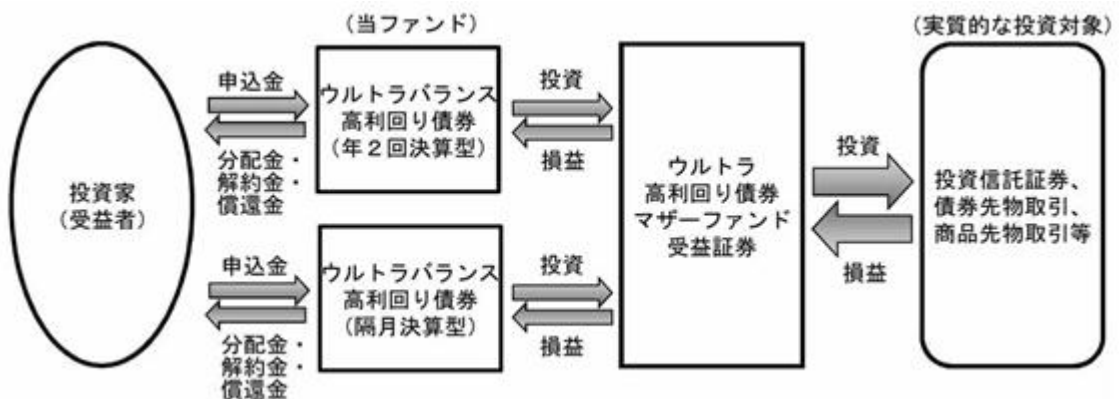 （当ファンド）
（実質的な投資対象）
投資家
（受益者）
申込金
分配金・
解約金・
償還金
ウルトラバランス
高利回り債券
（年２回決算型）
投資
損益
申込金
分配金・
解約金・
償還金
ウルトラバランス
高利回り債券
（隔月決算型）
投資
損益
ウルトラ
高利回り債券
マザーファンド
受益証券
投資
損益
投資信託証券、
債券先物取引、
商品先物取引等